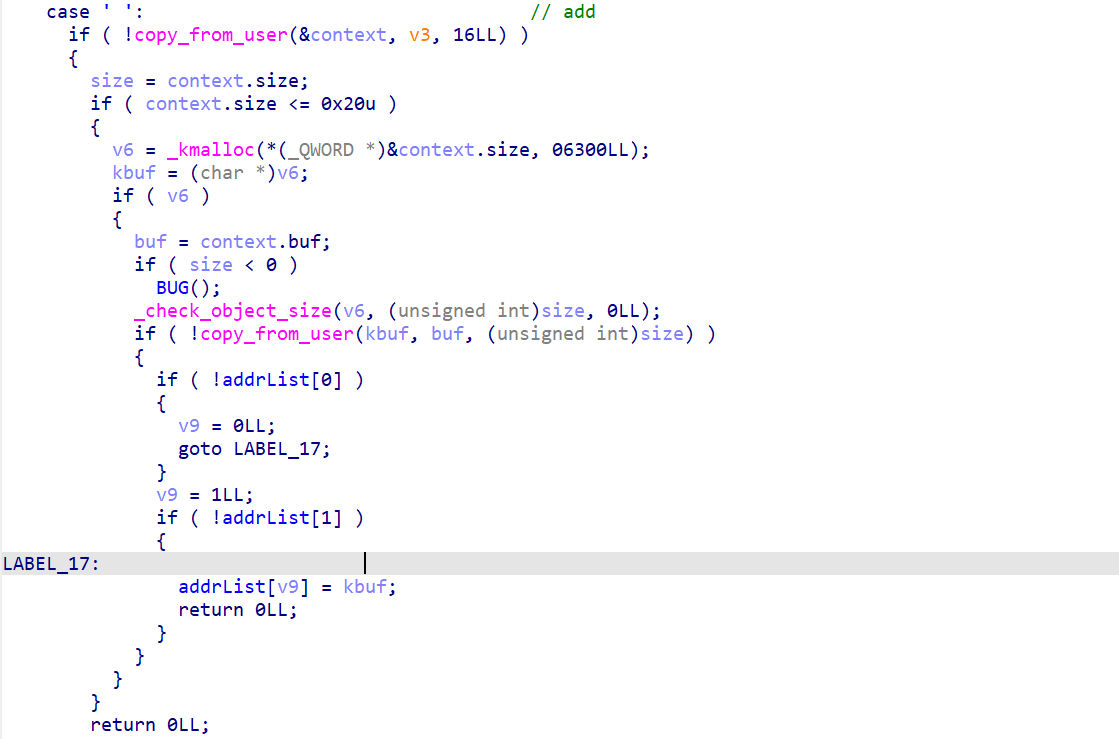 case ' ': // add
if ( !copy_from_user(&context, v3, 16LL) )
{
size = context.size;
if ( context.size <= 0x20u )
{
v6 = _kmalloc(*(_QWORD *)&context.size, 06300LL);
kbuf = (char *)v6;
if ( v6 )
{
buf = context.buf;
if ( size < 0 )
BUG();
_check_object_size(v6, (unsigned int)size, 0LL);
if ( !copy_from_user(kbuf, buf, (unsigned int)size) )
{
if ( !addrList[0] )
{
v9 = 0LL;
goto LABEL_17;
}
v9 = 1LL;
if ( !addrList[1] )
{
LABEL_17:
addrList[v9] = kbuf;
return 0LL;
}
}
}
}
return 0LL;